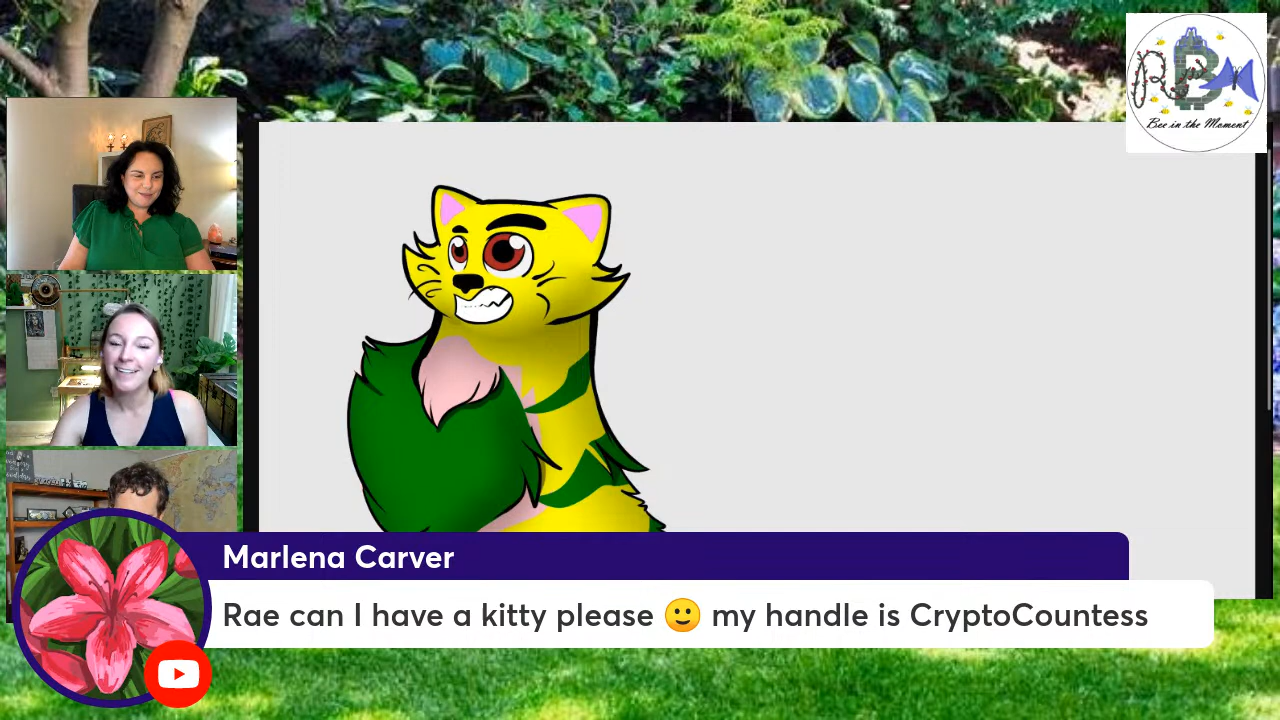 Bee in the Moment
Marlena Carver
Rae can I have a kitty please 🙂 my handle is CryptoCountess